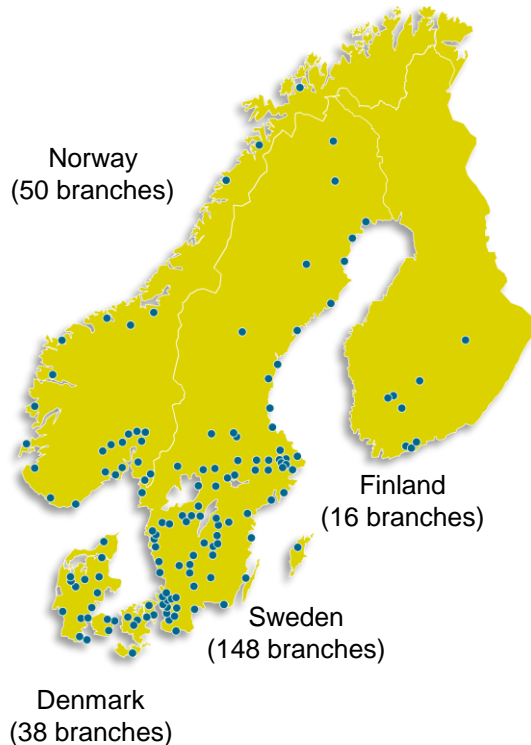 Norway
(50 branches)
Finland
(16 branches)
Sweden
(148 branches)
Denmark
(38 branches)